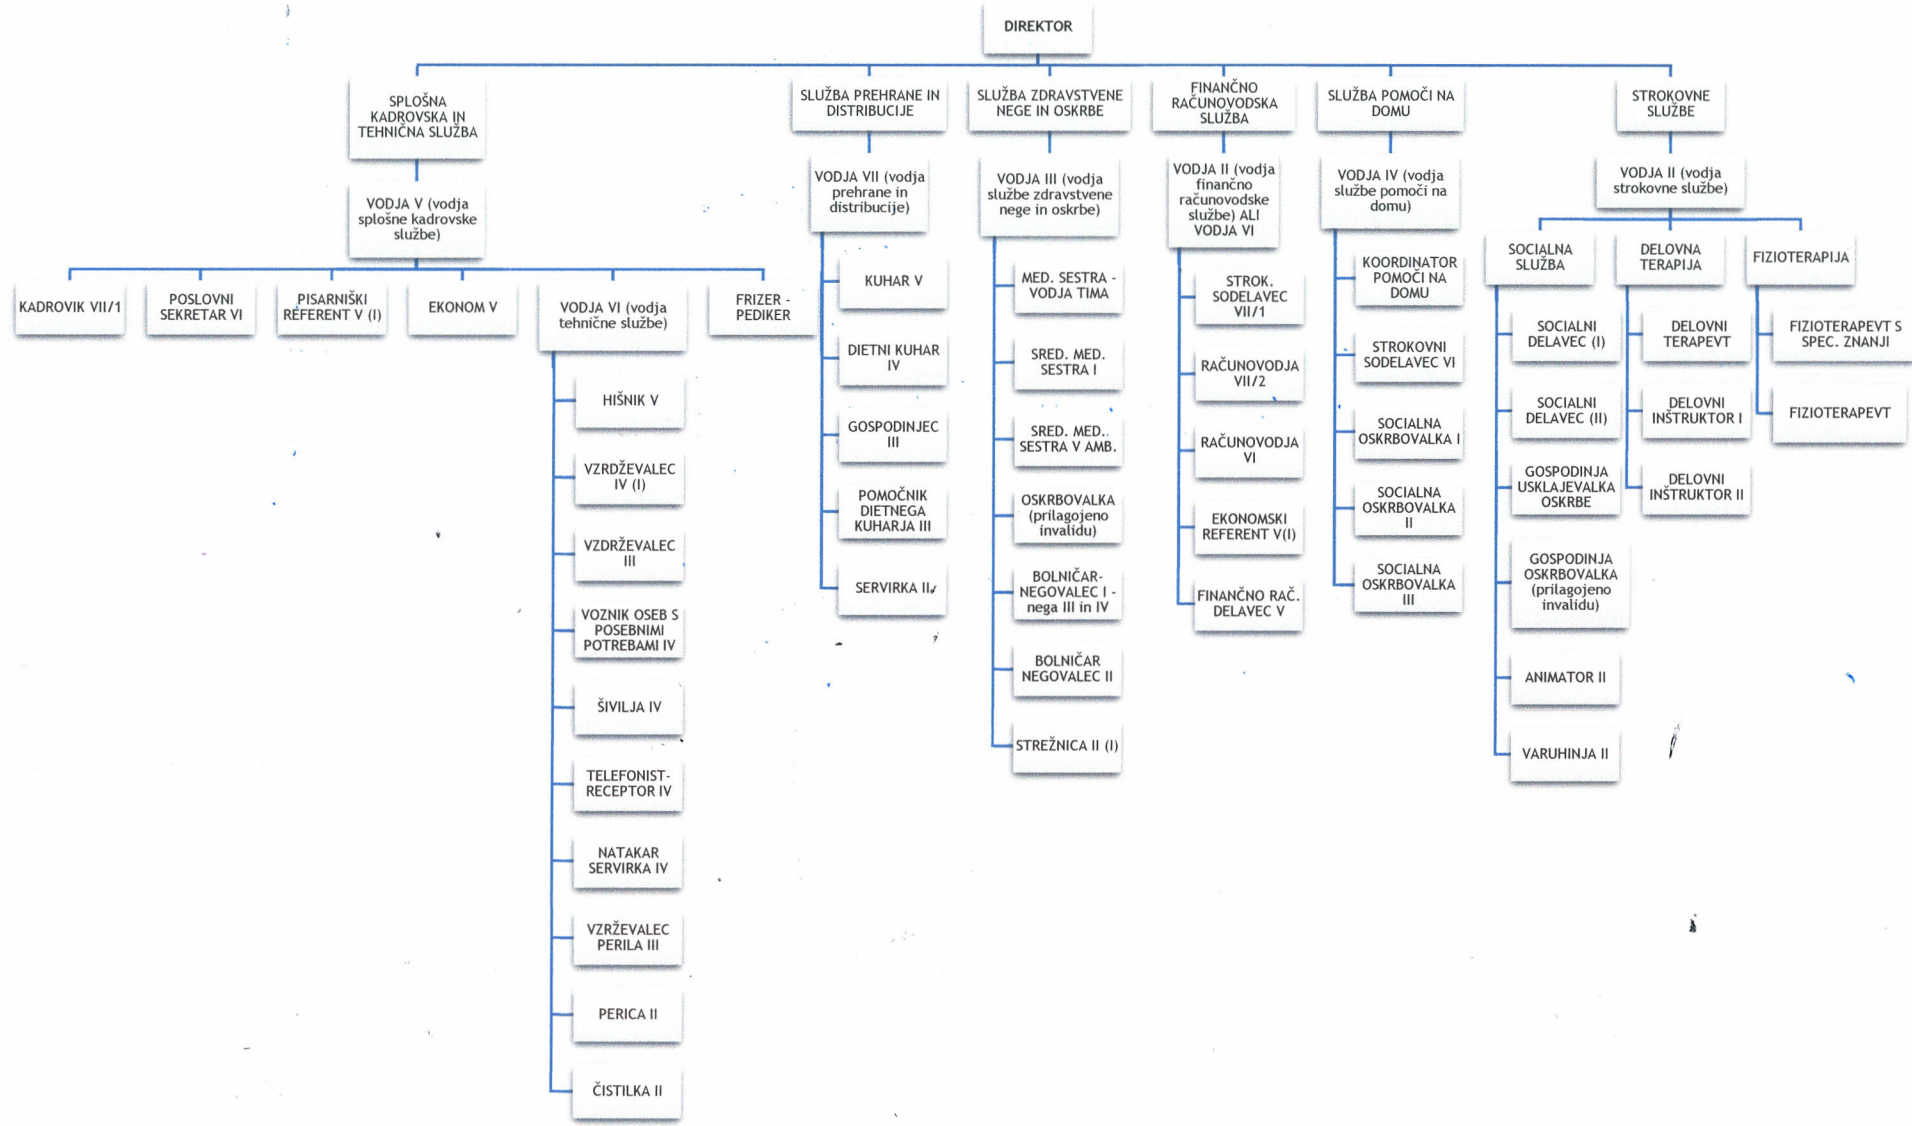 DIREKTOR
SPLOŠNA
KADROVSKA IN
TEHNIČNA SLUŽBA
VODJA V (vodja
splošne kadrovske
službe)
KADROVIK VII/1
POSLOVNI
SEKRETAR VI
PISARNIŠKI
REFERENT V (I)
EKONOM V
VODJA VI (vodja
tehnične službe)
FRIZER -
PEDIKER
HIŠNIK V
VZRDŽEVALEC
IV (I)
VZDRŽEVALEC
III
VOZNIK OSEB S
POSEBNIMI
POTREBAMI IV
ŠIVILJA IV
TELEFONIST-
RECEPTOR IV
NATAKAR
SERVIRKA IV
VZRŽEVALEC
PERILA III
PERICA II
ČISTILKA II
SLUŽBA PREHRANE IN
DISTRIBUCIJE
VODJA VII (vodja
prehrane in
distribucije)
KUHAR V
DIETNI KUHAR
IV
GOSPODINJEC
III
POMOČNIK
DIETNEGA
KUHARJA III
SERVIRKA II
SLUŽBA ZDRAVSTVENE
NEGE IN OSKRBE
VODJA III (vodja
službe zdravstvene
nege in oskrbe)
MED. SESTRA -
VODJA TIMA
SRED. MED.
SESTRA I
SRED. MED.
SESTRA V AMB.
OSKRBOVALKA
(prilagojeno
invalidu)
BOLNIČAR-
NEGOVALEC I -
nega III in IV
BOLNIČAR
NEGOVALEC II
STREŽNICA II (I)
FINANČNO
RAČUNOVODSKA
SLUŽBA
VODJA II (vodja
finančno
računovodske
službe) ALI
VODJA VI
STROK.
SODELAVEC
VII/1
RAČUNOVODJA
VII/2
RAČUNOVODJA
VI
EKONOMSKI
REFERENT V(I)
FINANČNO RAČ.
DELAVEC V
SLUŽBA POMOČI NA
DOMU
VODJA IV (vodja
službe pomoči na
domu)
KOORDINATOR
POMOČI NA
DOMU
STROKOVNI
SODELAVEC VI
SOCIALNA
OSKRBOVALKA I
SOCIALNA
OSKRBOVALKA
II
SOCIALNA
OSKRBOVALKA
III
STROKOVNE
SLUŽBE
VODJA II (vodja
strokovne službe)
SOCIALNA
SLUŽBA
SOCIALNI
DELAVEC (I)
SOCIALNI
DELAVEC (II)
GOSPODINJA
USKLAJEVALKA
OSKRBE
GOSPODINJA
OSKRBOVALKA
(prilagojeno
invalidu)
ANIMATOR II
VARUHINJA II
DELOVNA
TERAPIJA
DELOVNI
TERAPEVT
DELOVNI
INŠTRUKTOR I
DELOVNI
INŠTRUKTOR II
FIZIOTERAPIJA
FIZIOTERAPEVT S
SPEC. ZNANJI
FIZIOTERAPEVT